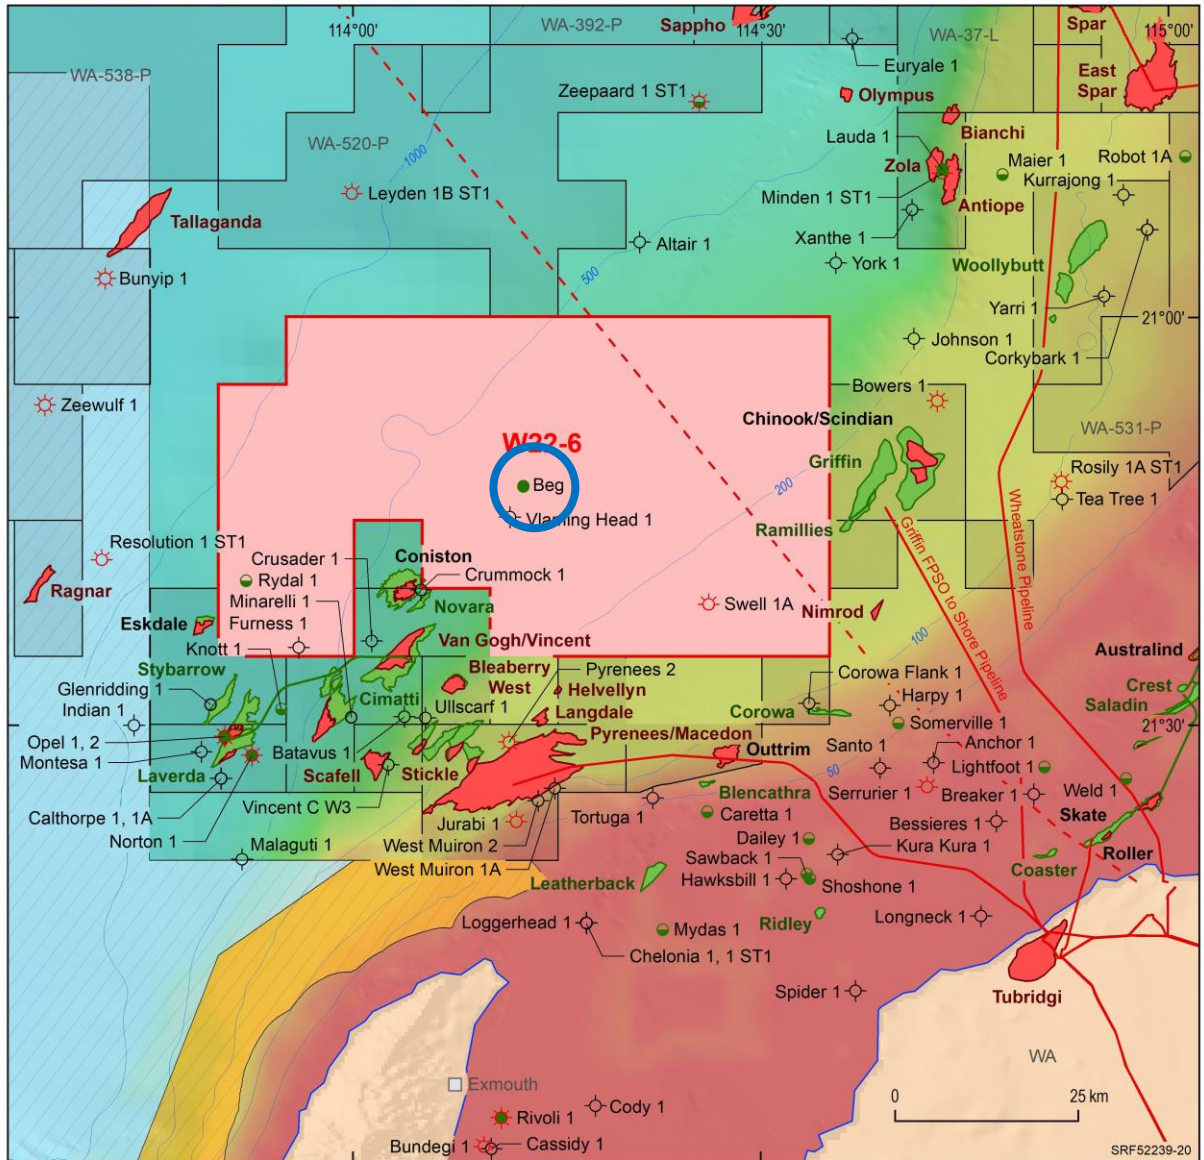 114°00'
WA-392-P
Sappho
114°30'
WA-37-L
Spar
115°00'
WA-538-P
Euryale 1
East
Spar
Zeepaard 1 ST1
Olympus
Bianchi
WA-520-P
1000
Lauda 1
Zola
Maier 1
Robot 1A
Kurrajong 1
Leyden 1B ST1
Minden 1 ST1
Antiope
Tallaganda
Xanthe 1
Altair 1
York 1
Woollybutt
Bunyip 1
500
Yarri 1
21°00'
Johnson 1
Corkybark 1
Bowers 1
Zeewulf 1
Chinook/Scindian
WA-531-P
W22-6
Griffin
Rosily 1A ST1
Beg
200
Tea Tree 1
Vlaming Head 1
Ramillies
Wheatstone Pipeline
Griffin FPSO to Shore Pipeline
Resolution 1 ST1
Crusader 1
Coniston
Rydal 1
Crummock 1
Ragnar
Minarelli 1
Furness 1
Novara
Swell 1A
Nimrod
Eskdale
Van Gogh/Vincent
100
Knott 1
Stybarrow
Bleaberry
West
Pyrenees 2
Corowa Flank 1
Australind
Glenridding 1
Indian 1
Cimatti
Ullscarf 1
Helvellyn
Langdale
Corowa
Harpy 1
Crest
Saladin
Somerville 1
21°30'
Opel 1, 2
Montesa 1
Batavus 1
Pyrenees/Macedon
Outtrim
Santo 1
Anchor 1
Laverda
Scafell
Stickle
50
Lightfoot 1
Calthorpe 1, 1A
Vincent C W3
Blencathra
Serrurier 1
Breaker 1
Weld 1
Norton 1
Jurabi 1
Tortuga 1
Caretta 1
Bessieres 1
Skate
Malaguti 1
West Muiron 2
Dailey 1
Kura Kura 1
Roller
West Muiron 1A
Sawback 1
Coaster
Leatherback
Hawksbill 1
Shoshone 1
Loggerhead 1
Mydas 1
Ridley
Longneck 1
Chelonia 1, 1 ST1
Spider 1
Tubridgi
WA
Exmouth
0
25 km
Cody 1
Rivoli 1
Bundegi 1
Cassidy 1
SRF52239-20